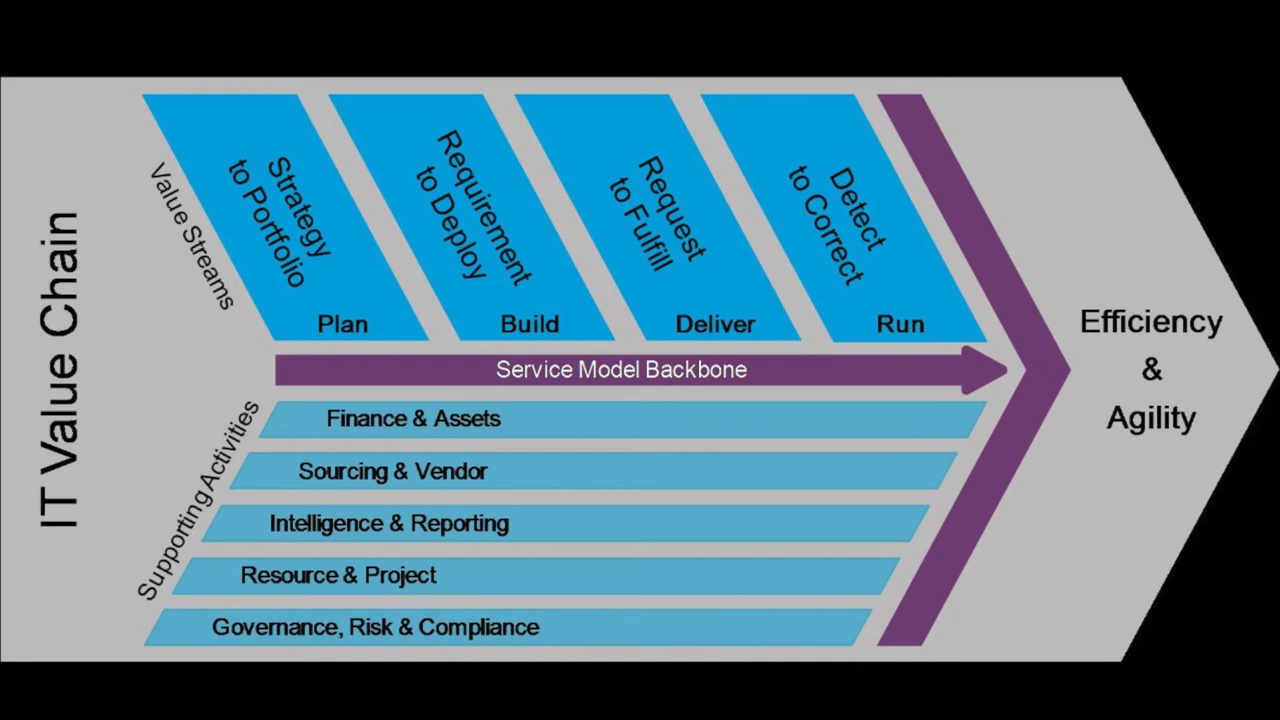 IT Value Chain
Value Streams
Strategy
to Portfolio
Plan
Requirement
to Deploy
Build
Request
to Fulfill
Deliver
Detect
to Correct
Run
Service Model Backbone
Supporting Activities
Finance & Assets
Sourcing & Vendor
Intelligence & Reporting
Resource & Project
Governance, Risk & Compliance
Efficiency
&
Agility